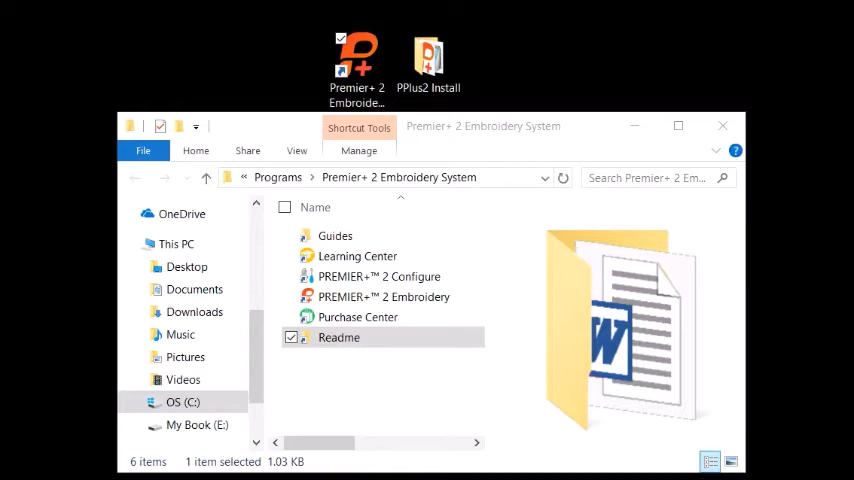 Premier+ 2
Embroide...
PPlus2 Install
Shortcut Tools
Premier+ 2 Embroidery System
File
Home
Share
View
Manage
?
« Programs > Premier+ 2 Embroidery System
Search Premier+ 2 Em...
Name
OneDrive
This PC
Desktop
Documents
Downloads
Music
Pictures
Videos
OS (C:)
My Book (E:)
Guides
Learning Center
PREMIER+™ 2 Configure
PREMIER+™ 2 Embroidery
Purchase Center
Readme
W
6 items 1 item selected 1.03 KB